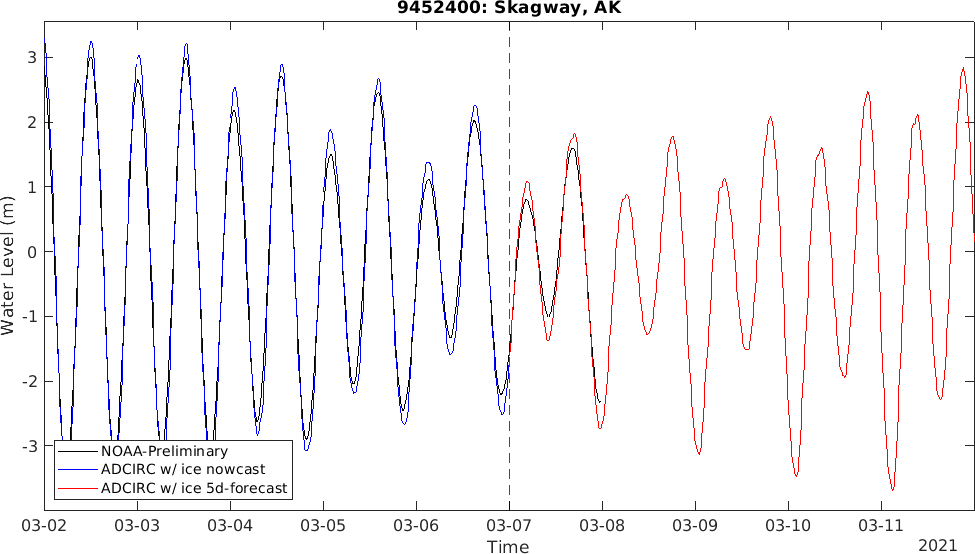 9452400: Skagway, AK
Water Level (m)
3
2
1
0
-1
-2
-3
NOAA-Preliminary
ADCIRC w/ ice nowcast
ADCIRC w/ ice 5d-forecast
03-02 03-03 03-04 03-05 03-06 03-07 03-08 03-09 03-10 03-11
Time
2021